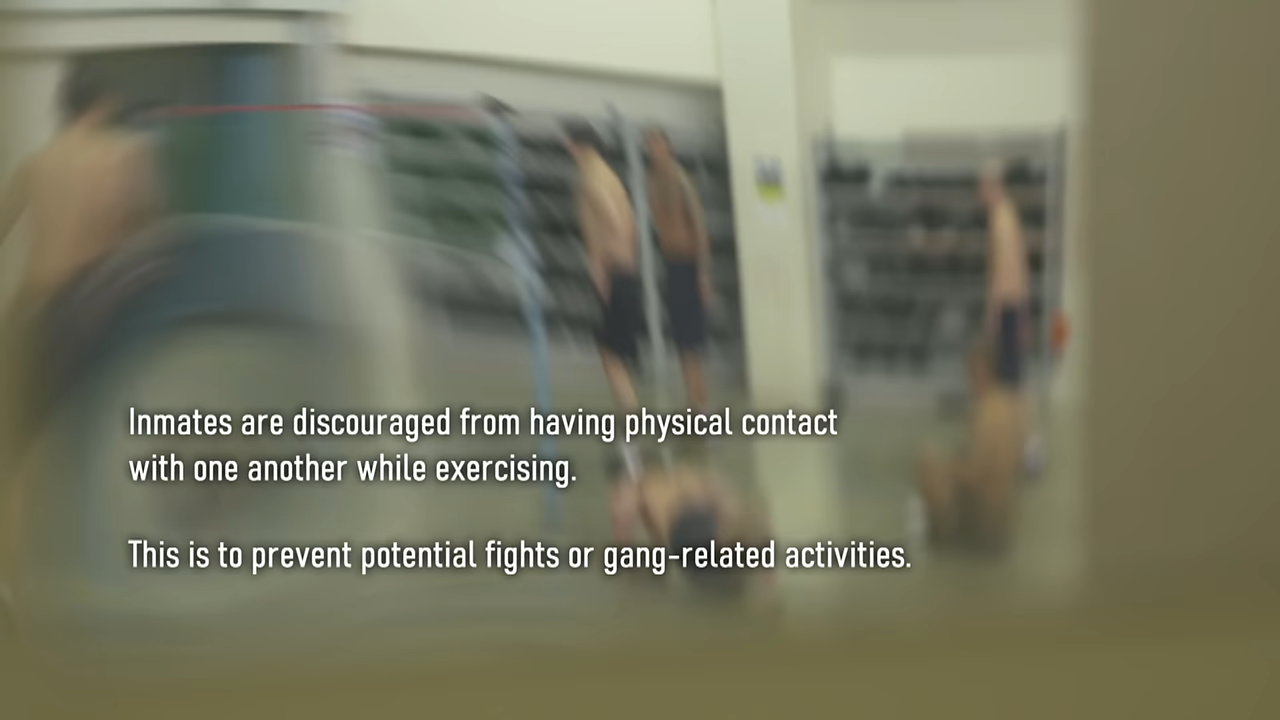 Inmates are discouraged from having physical contact
with one another while exercising.
This is to prevent potential fights or gang-related activities.